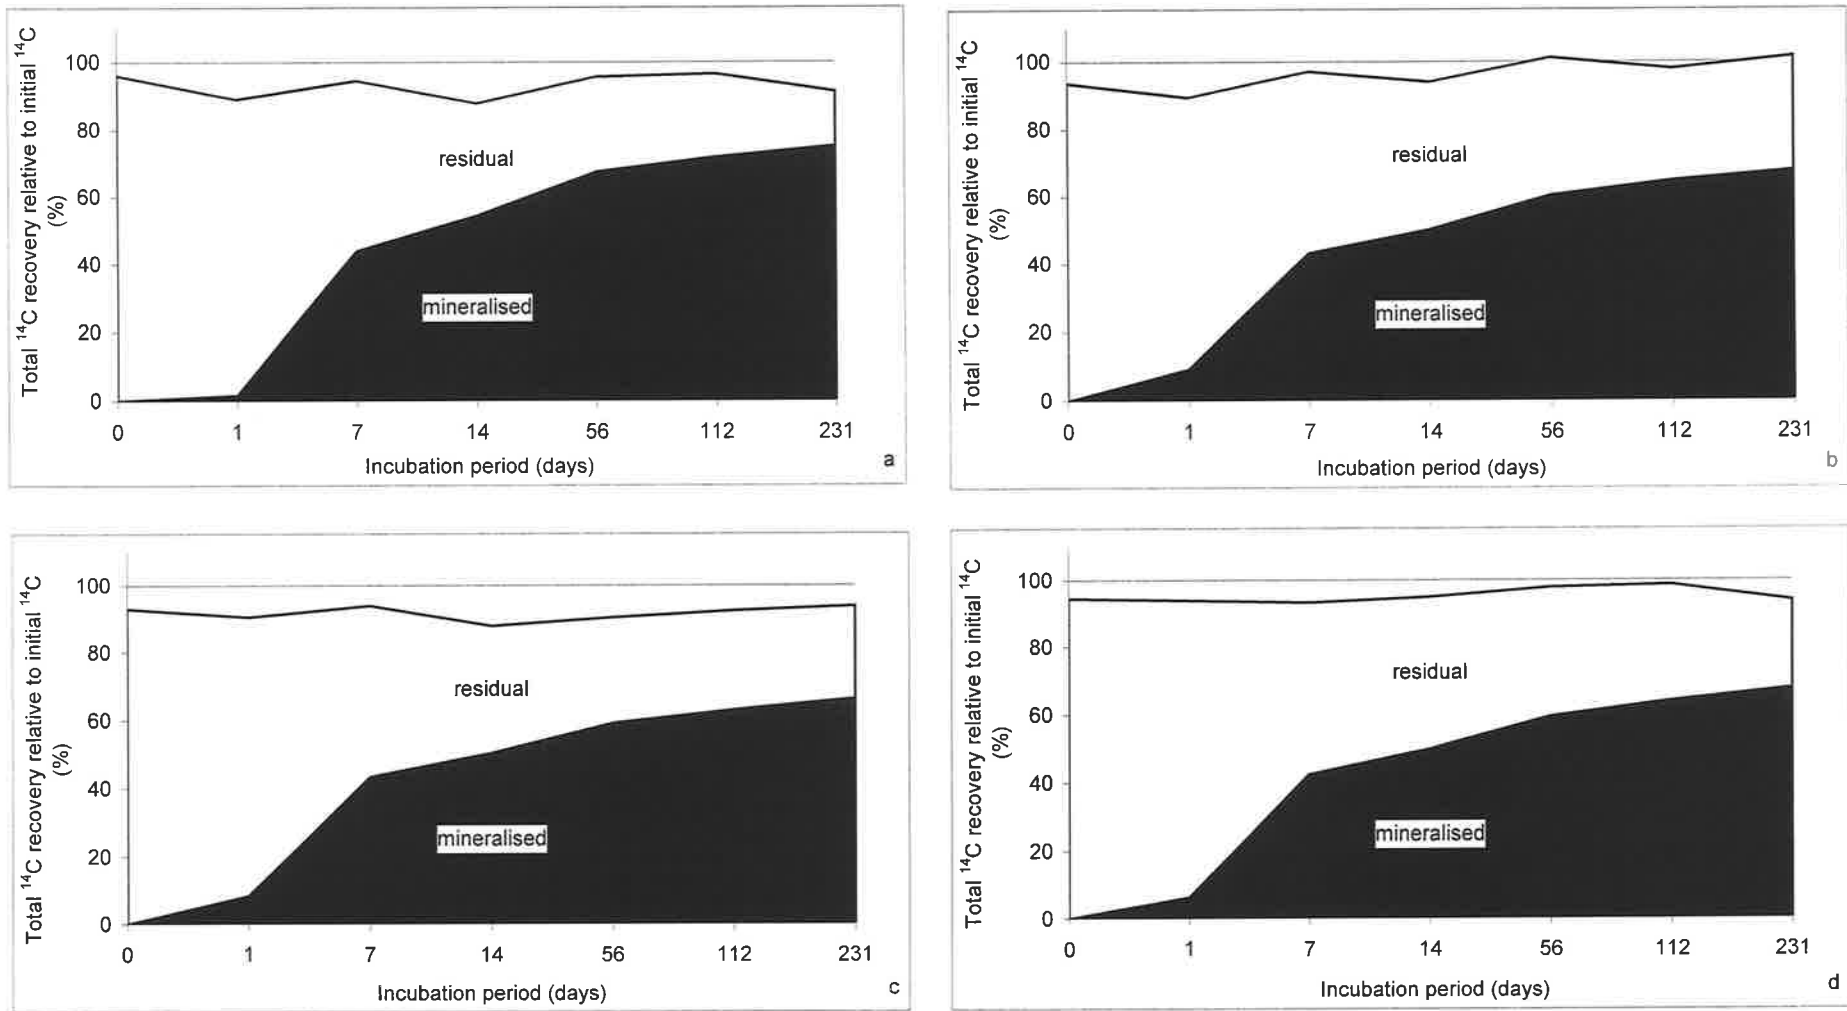 Total ¹⁴C recovery relative to initial ¹⁴C
(%)
100
80
60
40
20
0
residual
mineralised
0 1 7 14 56 112 231
Incubation period (days)
a
Total ¹⁴C recovery relative to initial ¹⁴C
(%)
100
80
60
40
20
0
residual
mineralised
0 1 7 14 56 112 231
Incubation period (days)
b
Total ¹⁴C recovery relative to initial ¹⁴C
(%)
100
80
60
40
20
0
residual
mineralised
0 1 7 14 56 112 231
Incubation period (days)
c
Total ¹⁴C recovery relative to initial ¹⁴C
(%)
100
80
60
40
20
0
residual
mineralised
0 1 7 14 56 112 231
Incubation period (days)
d